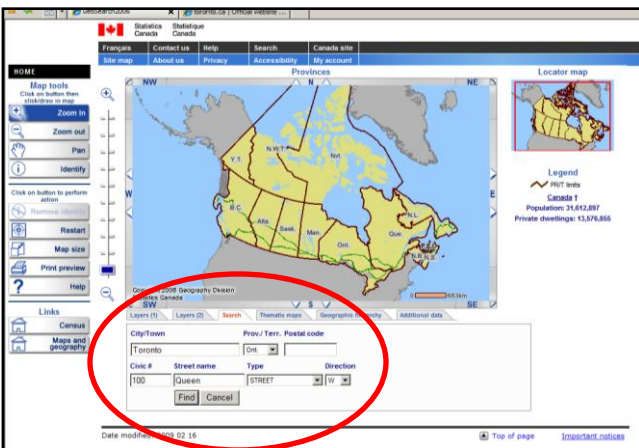 GeoSearch2006
toronto.ca | Official website ...
Statistics Canada
Statistique Canada
Français Contact us Help Search Canada site
Site map About us Privacy Accessibility My account
HOME
Map tools
Click on button then
stick/draw in map
Zoom in
Zoom out
Pan
Identify
Click on button to perform
action
Remove identify
Restart
Map size
Print preview
Help
Links
Census
Maps and
geography
Provinces
NW N NE
W E
SW S SE
Y.T.
N.W.T.
Nvt.
B.C.
Alta.
Sask.
Man.
Ont.
Que.
N.L.
N.B.
N.S.
2006 Geography Division
Canada
0 883km
Locator map
Legend
PR/T limits
Canada †
Population: 31,612,897
Private dwellings: 13,576,855
Layers (1) Layers (2) Search Thematic maps Geographic hierarchy Additional data
City/Town Prov./ Terr. Postal code
Toronto Ont.
Civic # Street name Type Direction
100 Queen STREET W
Find Cancel
Date modified: 2009 02 16
Top of page Important notices